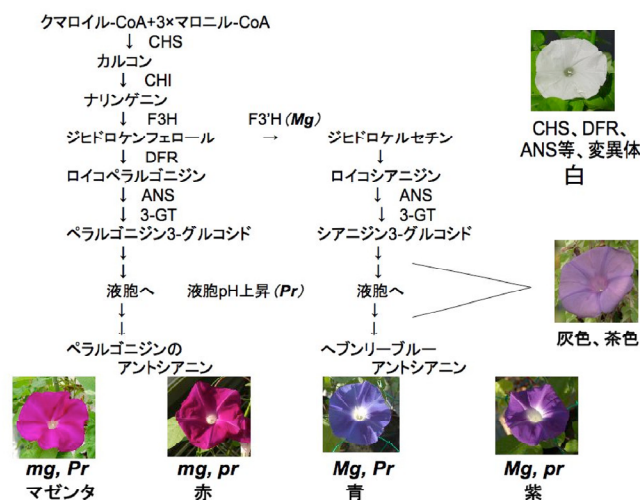 クマロイル-CoA+3×マロニル-CoA
↓ CHS
カルコン
↓ CHI
ナリンゲニン
↓ F3H
ジヒドロケンフェロール
F3'H (Mg)
→
ジヒドロケルセチン
↓ DFR
↓
ロイコペラルゴニジン
ロイコシアニジン
↓ ANS
↓ ANS
↓ 3-GT
↓ 3-GT
ペラルゴニジン3-グルコシド
シアニジン3-グルコシド
↓
↓
↓
↓
液胞へ
液胞pH上昇 (Pr)
液胞へ
↓
↓
↓
↓
ペラルゴニジンの
アントシアニン
ヘブンリーブルー
アントシアニン
CHS、DFR、
ANS等、変異体
白
灰色、茶色
mg, Pr
マゼンタ
mg, pr
赤
Mg, Pr
青
Mg, pr
紫